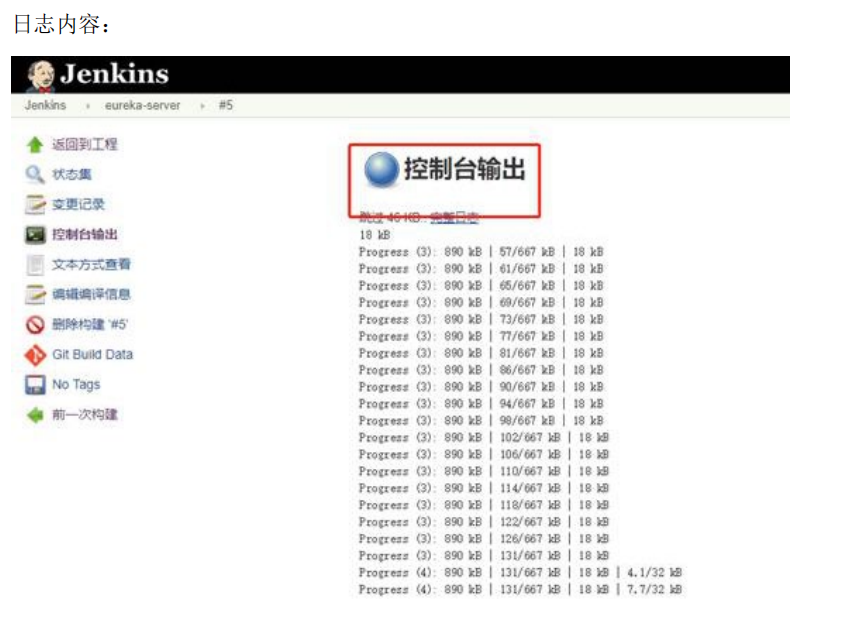 日志内容：
Jenkins
Jenkins › eureka-server › #5
返回到工程
状态集
变更记录
控制台输出
文本方式查看
编辑编译信息
删除构建 '#5'
Git Build Data
No Tags
前一次构建
控制台输出
跳过 46 KB.. 完整日志
18 kB
Progress (3): 890 kB | 57/667 kB | 18 kB
Progress (3): 890 kB | 61/667 kB | 18 kB
Progress (3): 890 kB | 65/667 kB | 18 kB
Progress (3): 890 kB | 69/667 kB | 18 kB
Progress (3): 890 kB | 73/667 kB | 18 kB
Progress (3): 890 kB | 77/667 kB | 18 kB
Progress (3): 890 kB | 81/667 kB | 18 kB
Progress (3): 890 kB | 86/667 kB | 18 kB
Progress (3): 890 kB | 90/667 kB | 18 kB
Progress (3): 890 kB | 94/667 kB | 18 kB
Progress (3): 890 kB | 98/667 kB | 18 kB
Progress (3): 890 kB | 102/667 kB | 18 kB
Progress (3): 890 kB | 106/667 kB | 18 kB
Progress (3): 890 kB | 110/667 kB | 18 kB
Progress (3): 890 kB | 114/667 kB | 18 kB
Progress (3): 890 kB | 118/667 kB | 18 kB
Progress (3): 890 kB | 122/667 kB | 18 kB
Progress (3): 890 kB | 126/667 kB | 18 kB
Progress (3): 890 kB | 131/667 kB | 18 kB
Progress (4): 890 kB | 131/667 kB | 18 kB | 4.1/32 kB
Progress (4): 890 kB | 131/667 kB | 18 kB | 7.7/32 kB